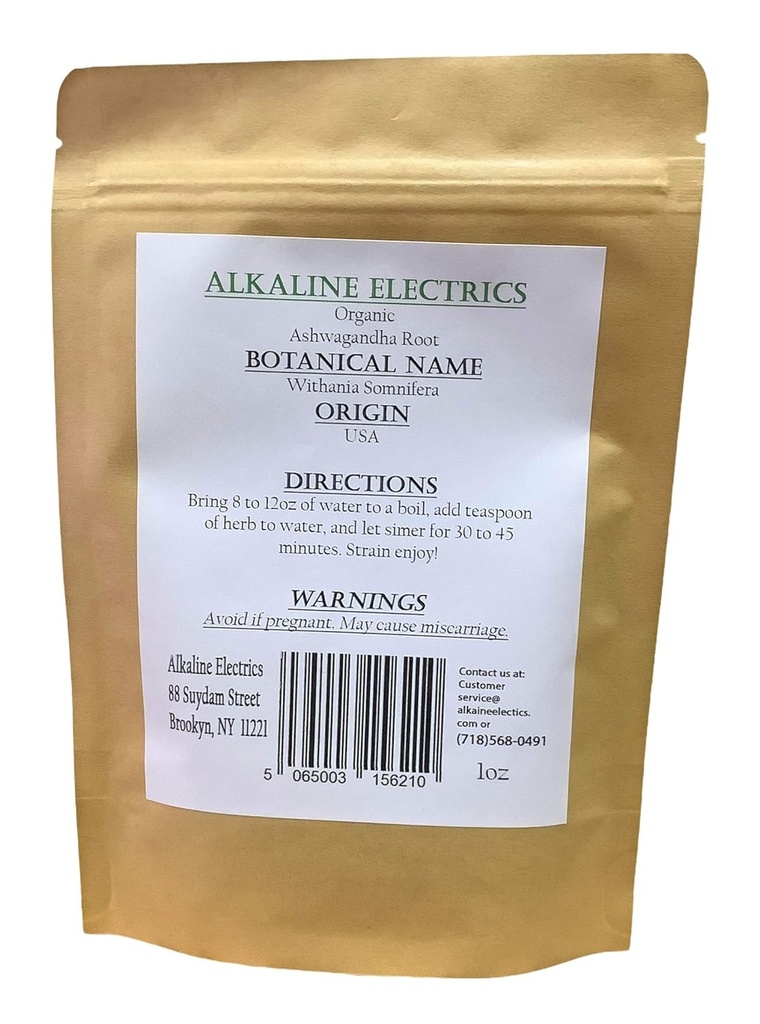 ALKALINE ELECTRICS
Organic
Ashwagandha Root
BOTANICAL NAME
Withania Somnifera
ORIGIN
USA
DIRECTIONS
Bring 8 to 12oz of water to a boil, add teaspoon
of herb to water, and let simer for 30 to 45
minutes. Strain enjoy!
WARNINGS
Avoid if pregnant. May cause miscarriage.
Alkaline Electrics
88 Suydam Street
Brookyn, NY 11221
5 065003 156210
Contact us at:
Customer
service@
alkaineelectics.
com or
(718)568-0491
1oz